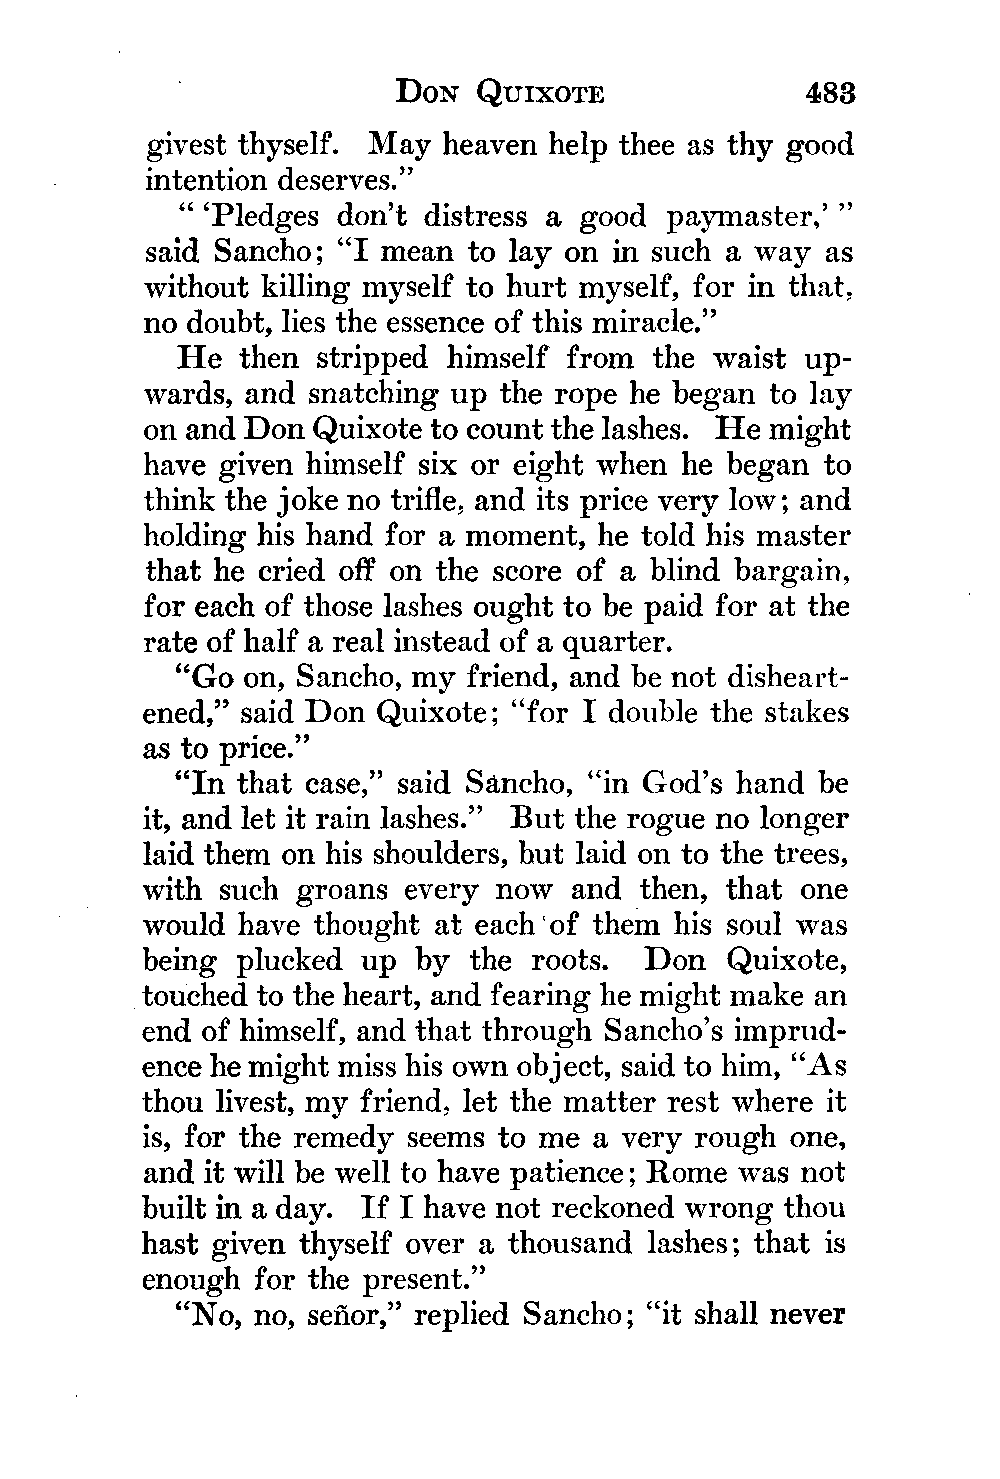 DON QUIXOTE 483
givest thyself. May heaven help thee as thy good
intention deserves.”
“ ‘Pledges don’t distress a good paymaster,’ ”
said Sancho; “I mean to lay on in such a way as
without killing myself to hurt myself, for in that,
no doubt, lies the essence of this miracle.”
He then stripped himself from the waist up-
wards, and snatching up the rope he began to lay
on and Don Quixote to count the lashes. He might
have given himself six or eight when he began to
think the joke no trifle, and its price very low; and
holding his hand for a moment, he told his master
that he cried off on the score of a blind bargain,
for each of those lashes ought to be paid for at the
rate of half a real instead of a quarter.
“Go on, Sancho, my friend, and be not disheart-
ened,” said Don Quixote; “for I double the stakes
as to price.”
“In that case,” said Sancho, “in God’s hand be
it, and let it rain lashes.” But the rogue no longer
laid them on his shoulders, but laid on to the trees,
with such groans every now and then, that one
would have thought at each of them his soul was
being plucked up by the roots. Don Quixote,
touched to the heart, and fearing he might make an
end of himself, and that through Sancho’s imprud-
ence he might miss his own object, said to him, “As
thou livest, my friend, let the matter rest where it
is, for the remedy seems to me a very rough one,
and it will be well to have patience; Rome was not
built in a day. If I have not reckoned wrong thou
hast given thyself over a thousand lashes; that is
enough for the present.”
“No, no, señor,” replied Sancho; “it shall never